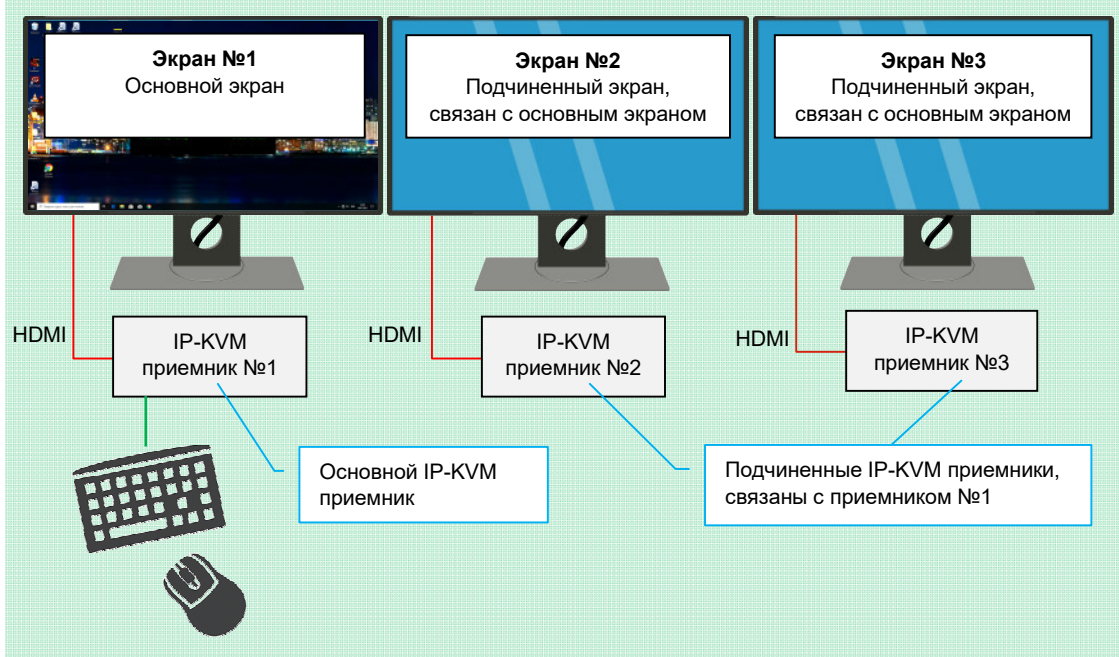 Экран №1
Основной экран
Экран №2
Подчиненный экран,
связан с основным экраном
Экран №3
Подчиненный экран,
связан с основным экраном
HDMI
IP-KVM
приемник №1
HDMI
IP-KVM
приемник №2
HDMI
IP-KVM
приемник №3
Основной IP-KVM
приемник
Подчиненные IP-KVM приемники,
связаны с приемником №1